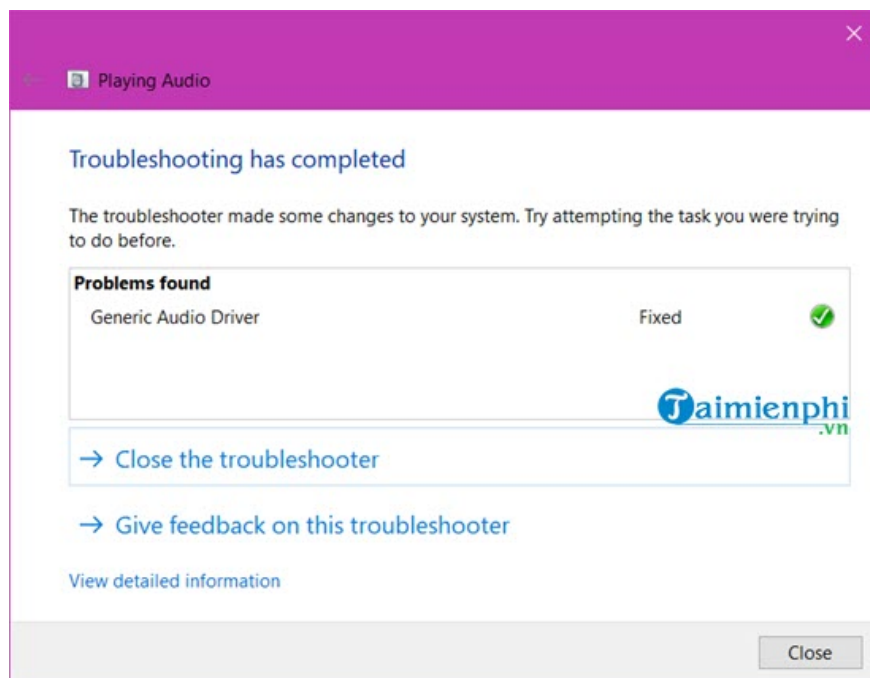 Playing Audio
Troubleshooting has completed
The troubleshooter made some changes to your system. Try attempting the task you were trying
to do before.
Problems found
Generic Audio Driver Fixed
Taimienphi
.vn
Close the troubleshooter
Give feedback on this troubleshooter
View detailed information
Close